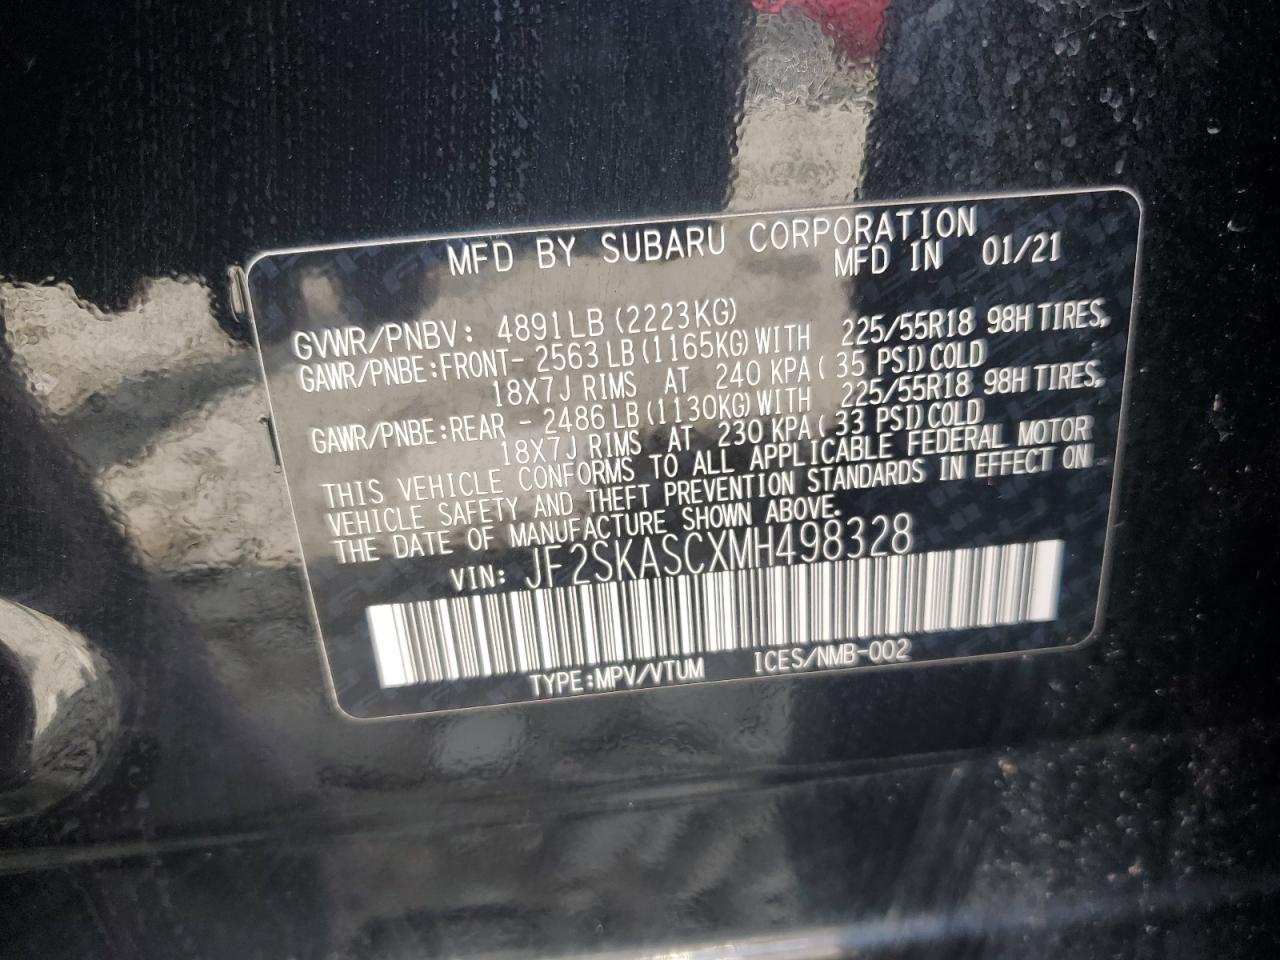 MFD BY SUBARU CORPORATION
MFD IN 01/21
GVWR/PNBV: 4891LB (2223KG)
GAWR/PNBE:FRONT- 2563LB (1165KG)WITH 225/55R18 98H TIRES,
18X7J RIMS AT 240 KPA( 35 PSI)COLD
GAWR/PNBE:REAR - 2486LB (1130KG)WITH 225/55R18 98H TIRES,
18X7J RIMS AT 230 KPA( 33 PSI)COLD
THIS VEHICLE CONFORMS TO ALL APPLICABLE FEDERAL MOTOR
VEHICLE SAFETY AND THEFT PREVENTION STANDARDS IN EFFECT ON
THE DATE OF MANUFACTURE SHOWN ABOVE.
VIN: JF2SKASCXMH498328
TYPE:MPV/VTUM ICES/NMB-002